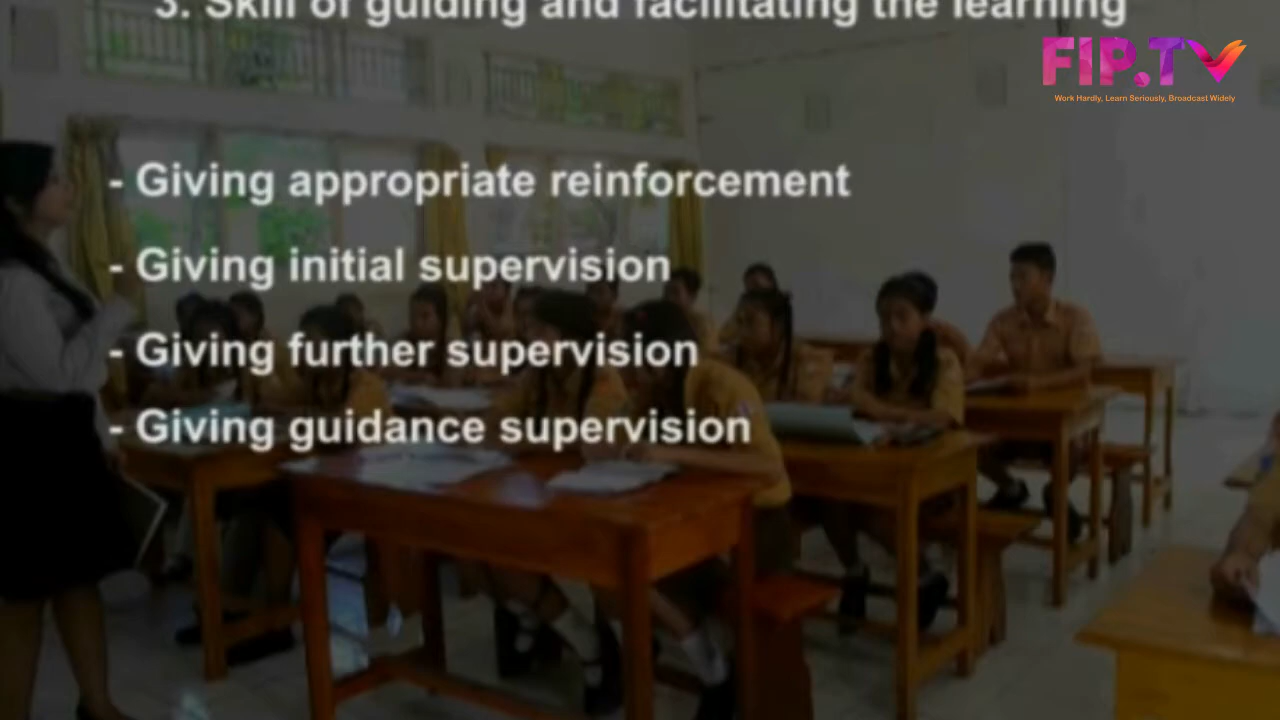 3. Skill of guiding and facilitating the learning
FIP.TV
Work Hardly, Learn Seriously, Broadcast Widely
- Giving appropriate reinforcement
- Giving initial supervision
- Giving further supervision
- Giving guidance supervision